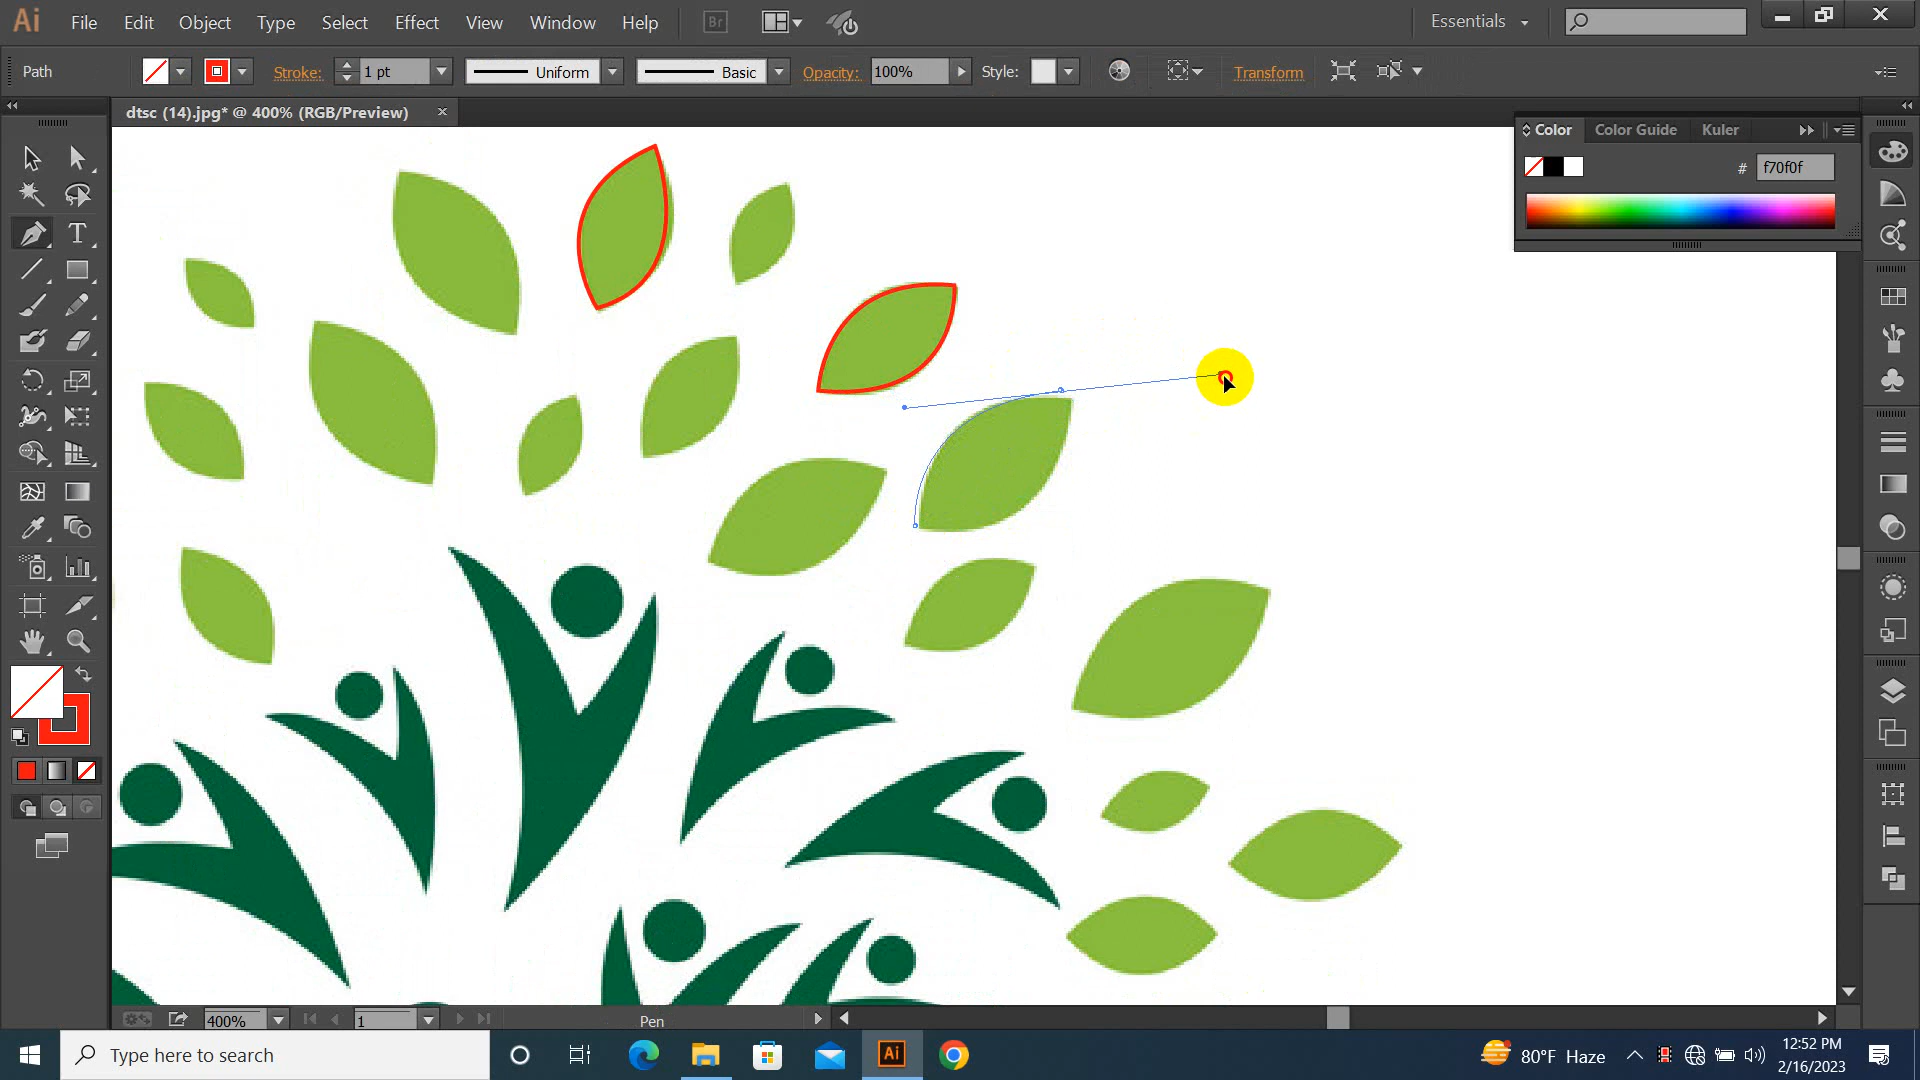 Ai File Edit Object Type Select Effect View Window Help Br Essentials
Path Stroke: 1 pt Uniform Basic Opacity: 100% Style: Transform
dtsc (14).jpg* @ 400% (RGB/Preview)
Color Color Guide Kuler
# f70f0f
T
400% 1 Pen
Type here to search Ai 80°F Haze 12:52 PM
2/16/2023